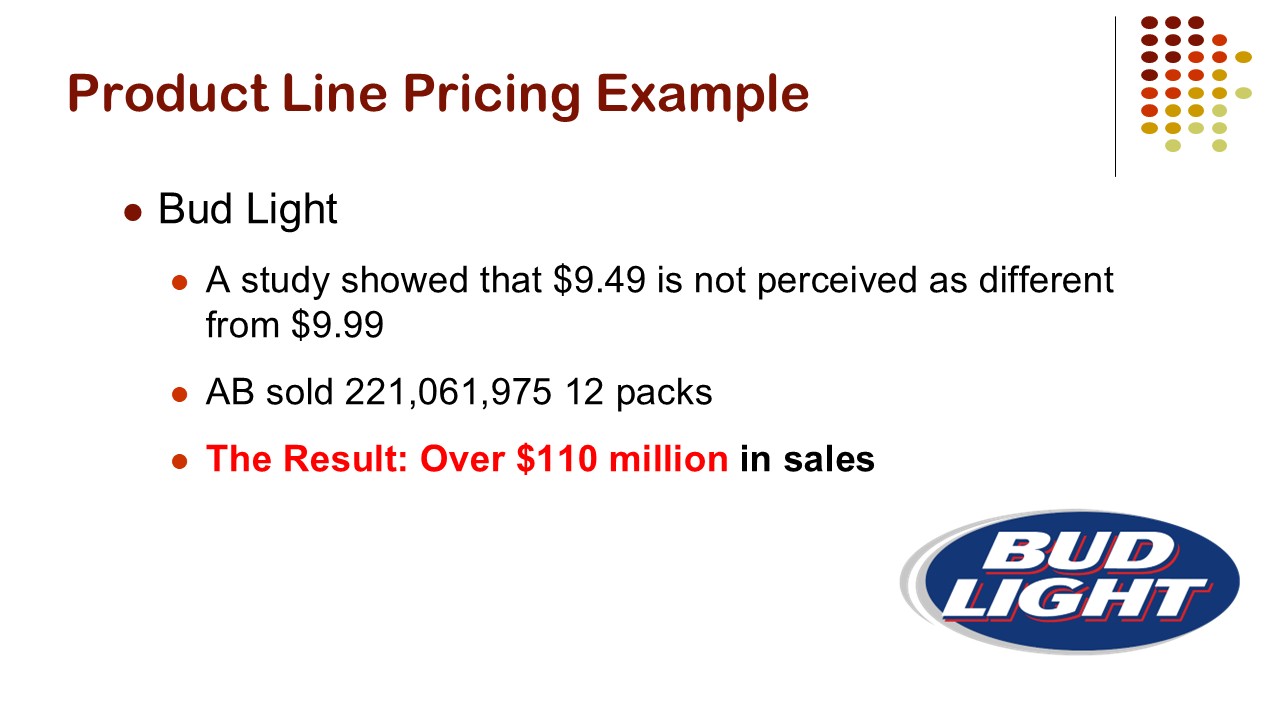 Product Line Pricing Example
Bud Light
A study showed that $9.49 is not perceived as different
from $9.99
AB sold 221,061,975 12 packs
The Result: Over $110 million in sales
BUD
LIGHT